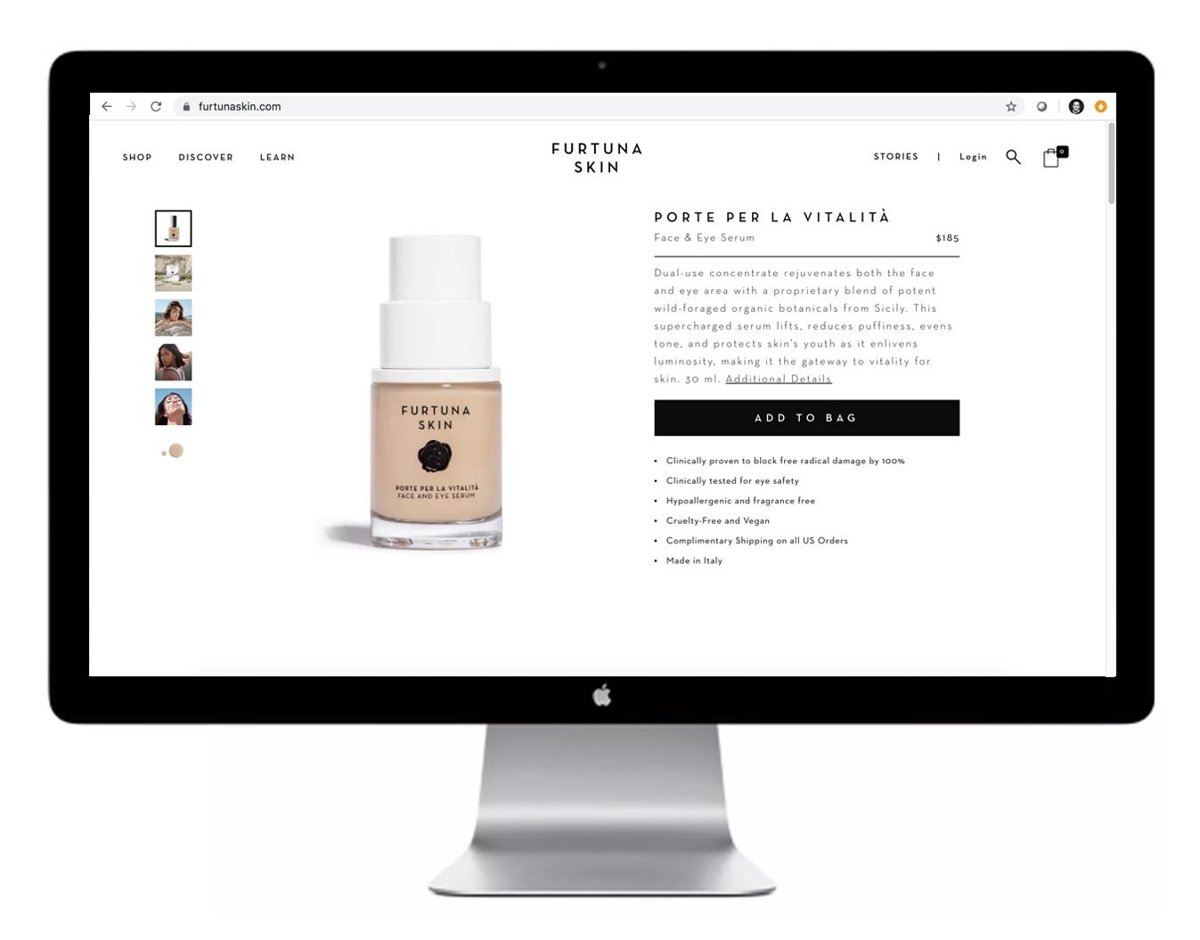 furtunaskin.com
SHOP DISCOVER LEARN
FURTUNA
SKIN
STORIES | Login
0
PORTE PER LA VITALITÀ
Face & Eye Serum $185
Dual-use concentrate rejuvenates both the face
and eye area with a proprietary blend of potent
wild-foraged organic botanicals from Sicily. This
supercharged serum lifts, reduces puffiness, evens
tone, and protects skin's youth as it enlivens
luminosity, making it the gateway to vitality for
skin. 30 ml. Additional Details
ADD TO BAG
• Clinically proven to block free radical damage by 100%
• Clinically tested for eye safety
• Hypoallergenic and fragrance free
• Cruelty-Free and Vegan
• Complimentary Shipping on all US Orders
• Made in Italy
FURTUNA
SKIN
PORTE PER LA VITALITÀ
FACE AND EYE SERUM